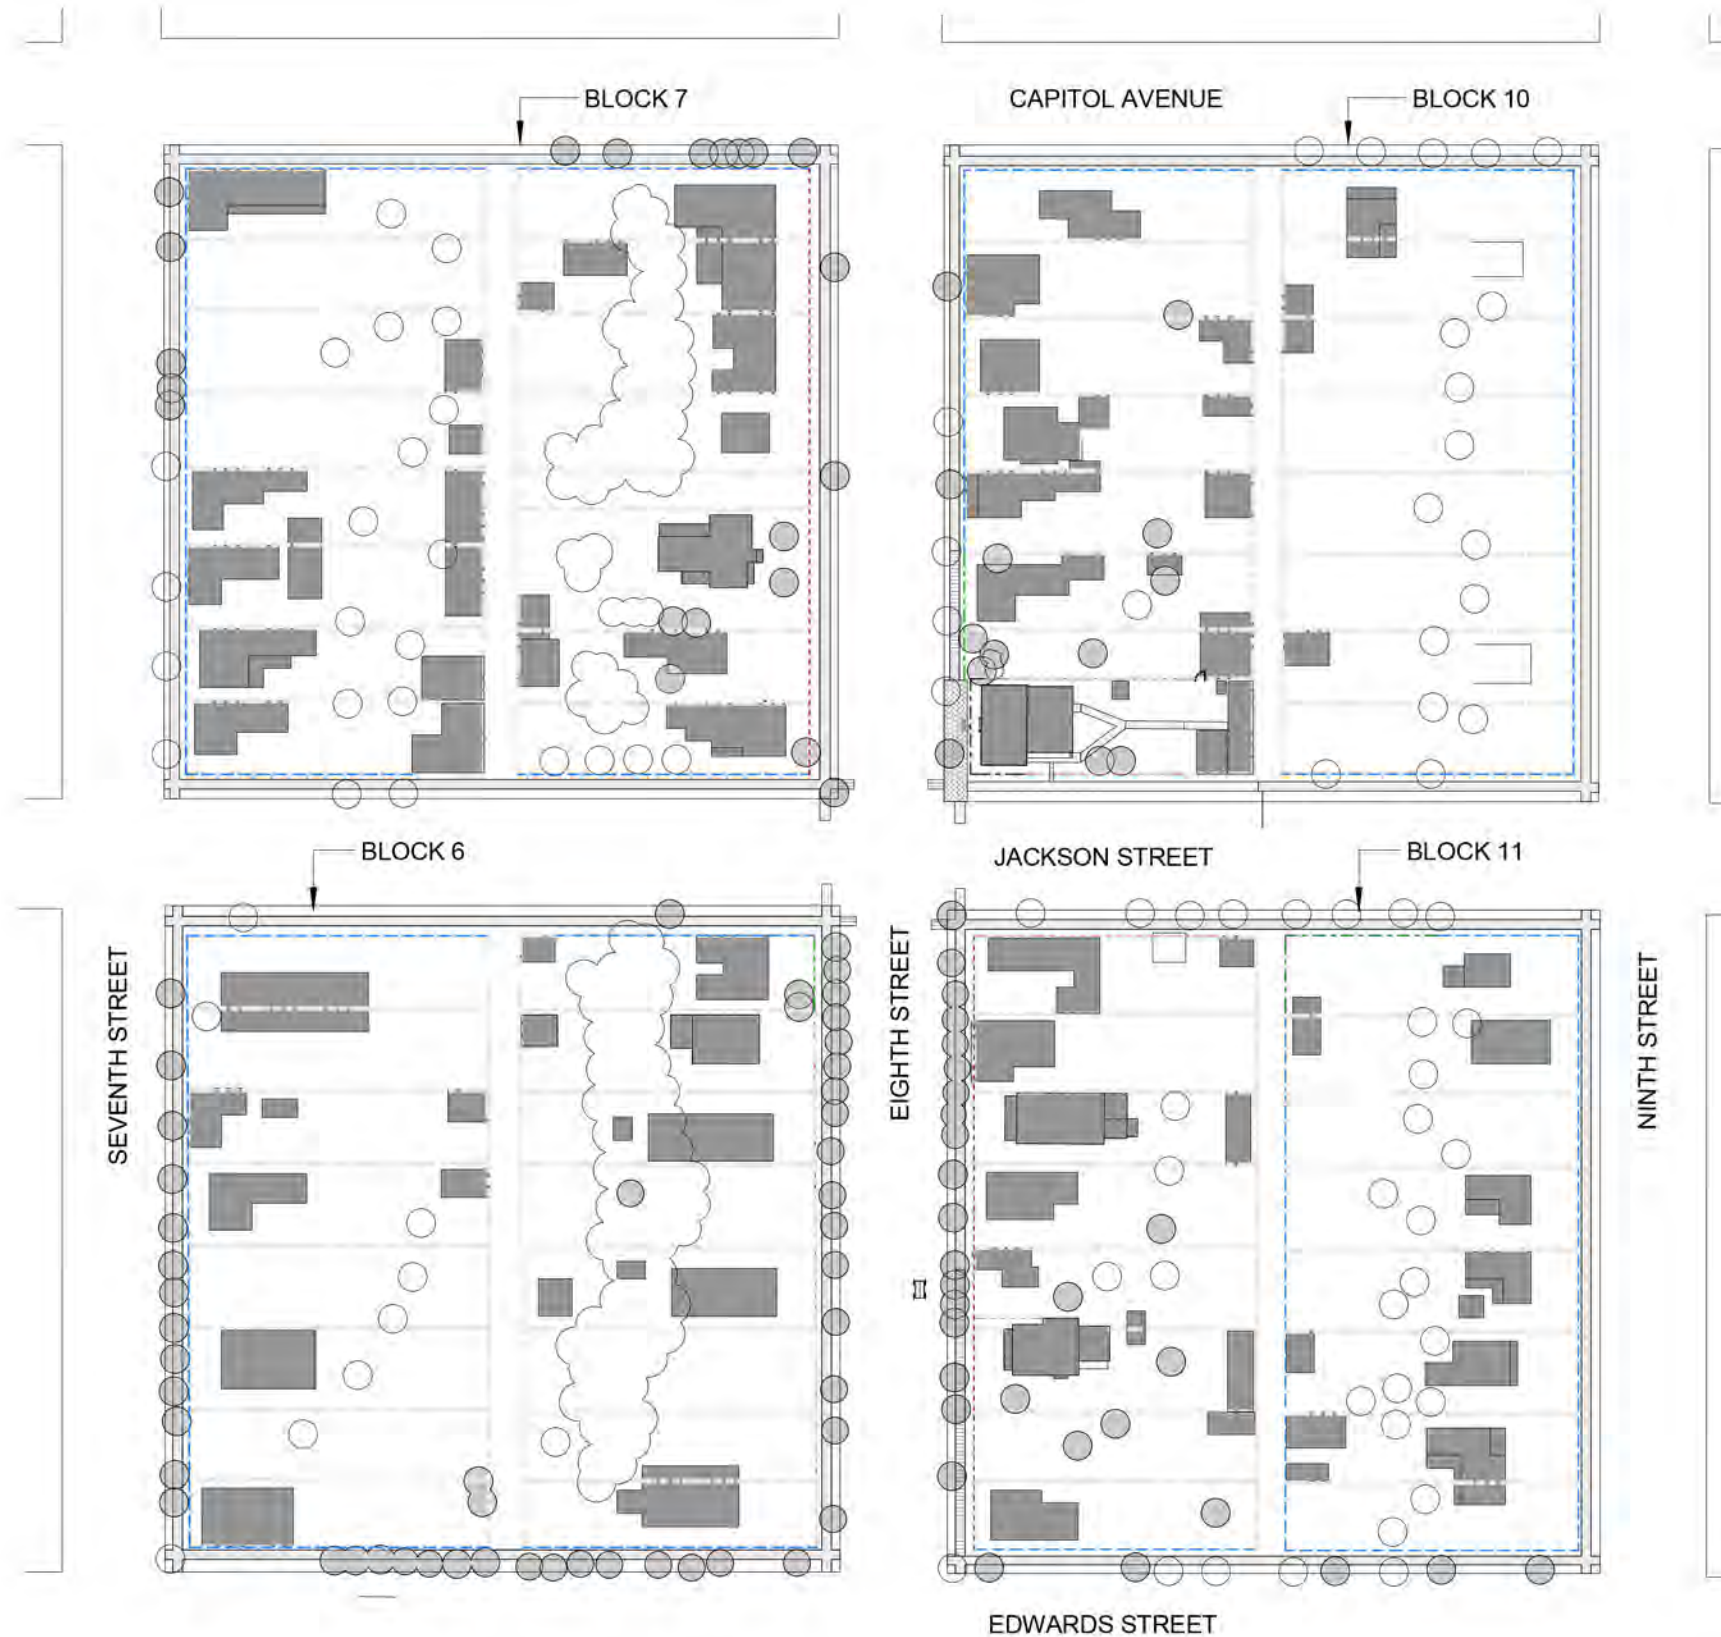 BLOCK 7
CAPITOL AVENUE
BLOCK 10
BLOCK 6
JACKSON STREET
BLOCK 11
SEVENTH STREET
EIGHTH STREET
NINTH STREET
EDWARDS STREET